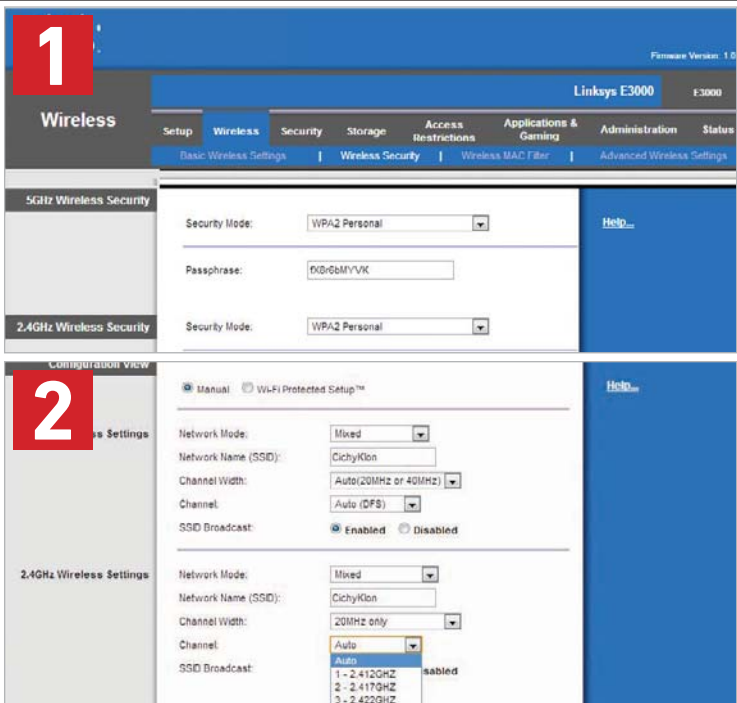 1
Firmware Version: 1.0
Linksys E3000 E3000
Wireless
Setup Wireless Security Storage Access Restrictions Applications & Gaming Administration Status
Basic Wireless Settings | Wireless Security | Wireless MAC Filter | Advanced Wireless Settings
5GHz Wireless Security
Security Mode: WPA2 Personal
Help...
Passphrase:
2.4GHz Wireless Security
Security Mode: WPA2 Personal
2
Configuration View
Manual Wi-Fi Protected Setup™
Help...
Settings
Network Mode: Mixed
Network Name (SSID): CichyKlon
Channel Width: Auto(20MHz or 40MHz)
Channel: Auto (DFS)
SSID Broadcast: Enabled Disabled
2.4GHz Wireless Settings
Network Mode: Mixed
Network Name (SSID): CichyKlon
Channel Width: 20MHz only
Channel: Auto
Auto
SSID Broadcast: sabled
1 - 2.412GHZ
2 - 2.417GHZ
3 - 2.422GHZ